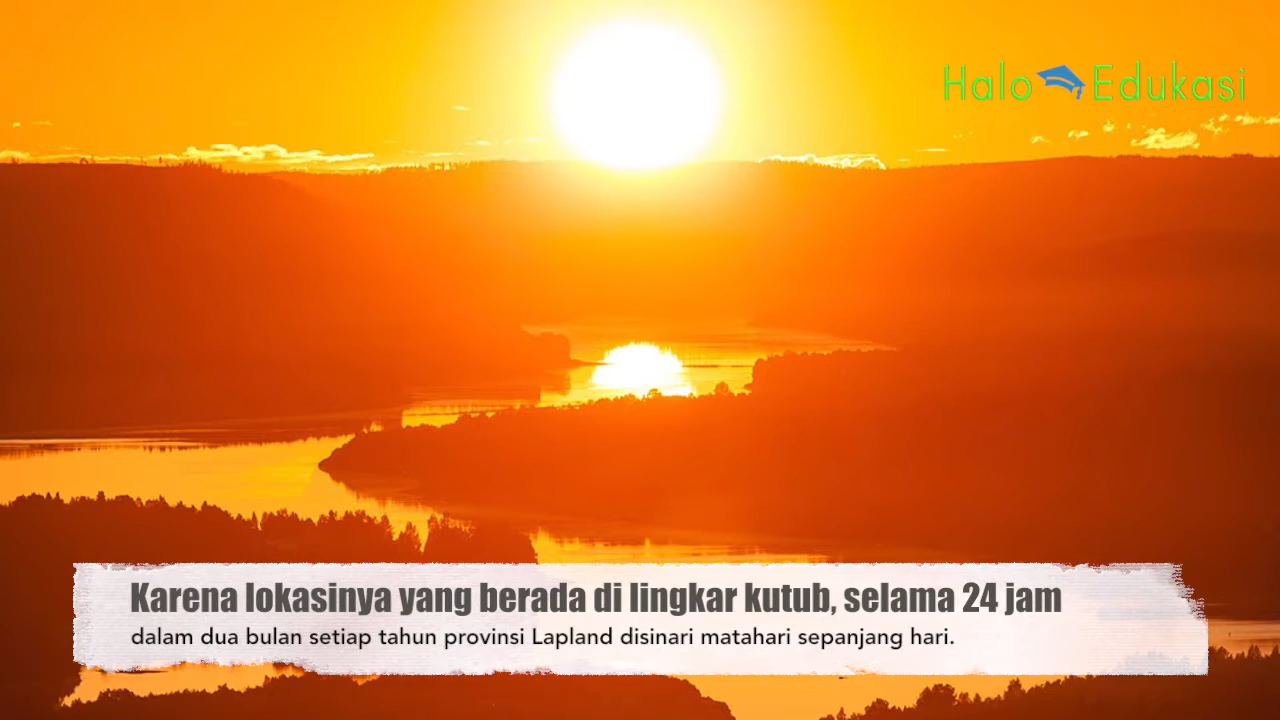 Halo Edukasi
Karena lokasinya yang berada di lingkar kutub, selama 24 jam
dalam dua bulan setiap tahun provinsi Lapland disinari matahari sepanjang hari.